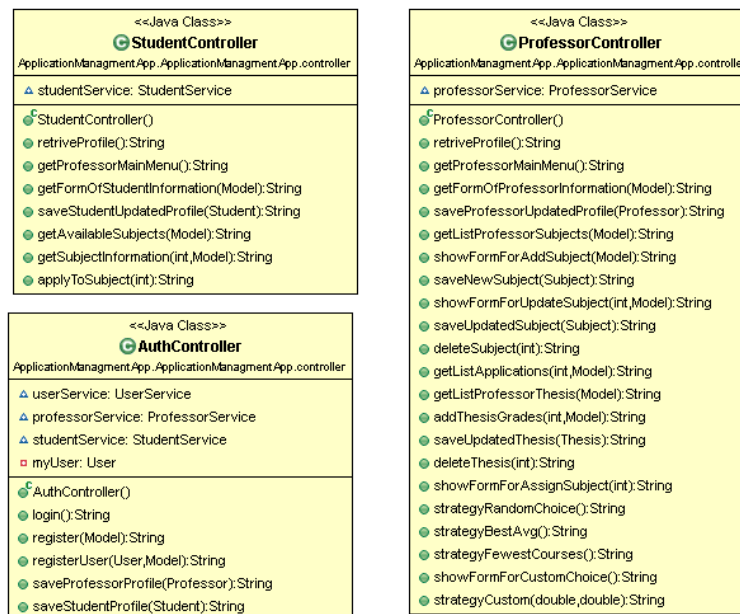 <<Java Class>>
StudentController
ApplicationManagmentApp.ApplicationManagmentApp.controller
studentService: StudentService
StudentController()
retriveProfile():String
getProfessorMainMenu():String
getFormOfStudentInformation(Model):String
saveStudentUpdatedProfile(Student):String
getAvailableSubjects(Model):String
getSubjectInformation(int,Model):String
applyToSubject(int):String
<<Java Class>>
AuthController
ApplicationManagmentApp.ApplicationManagmentApp.controller
userService: UserService
professorService: ProfessorService
studentService: StudentService
myUser: User
AuthController()
login():String
register(Model):String
registerUser(User,Model):String
saveProfessorProfile(Professor):String
saveStudentProfile(Student):String
<<Java Class>>
ProfessorController
ApplicationManagmentApp.ApplicationManagmentApp.controlle
professorService: ProfessorService
ProfessorController()
retriveProfile():String
getProfessorMainMenu():String
getFormOfProfessorInformation(Model):String
saveProfessorUpdatedProfile(Professor):String
getListProfessorSubjects(Model):String
showFormForAddSubject(Model):String
saveNewSubject(Subject):String
showFormForUpdateSubject(int,Model):String
saveUpdatedSubject(Subject):String
deleteSubject(int):String
getListApplications(int,Model):String
getListProfessorThesis(Model):String
addThesisGrades(int,Model):String
saveUpdatedThesis(Thesis):String
deleteThesis(int):String
showFormForAssignSubject(int):String
strategyRandomChoice():String
strategyBestAvg():String
strategyFewestCourses():String
showFormForCustomChoice():String
strategyCustom(double,double):String